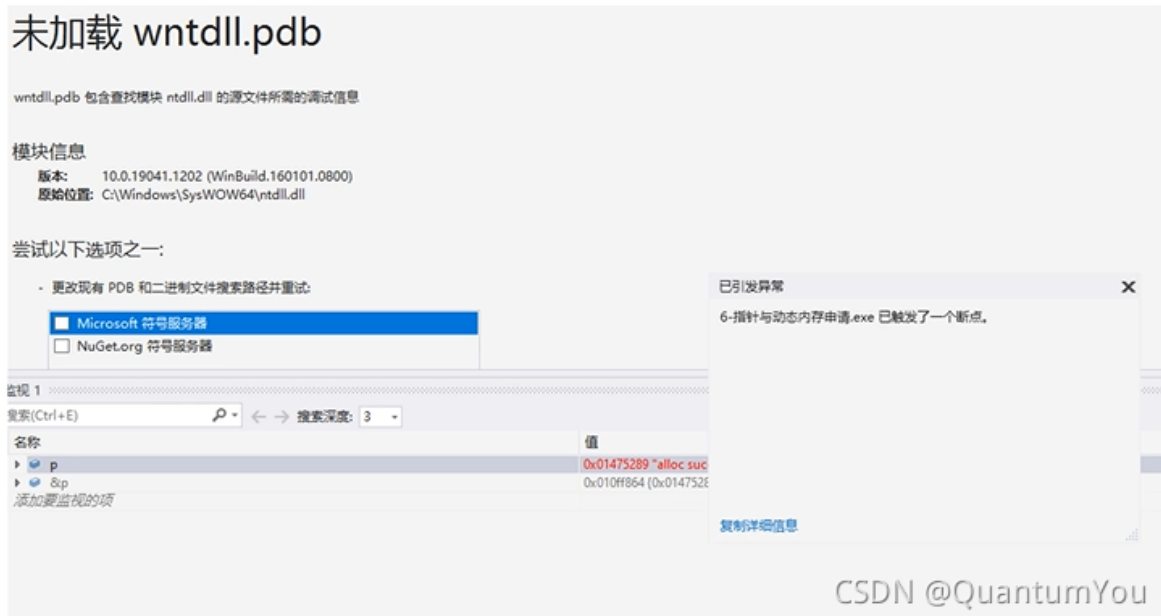 未加载 wntdll.pdb
wntdll.pdb 包含查找模块 ntdll.dll 的源文件所需的调试信息
模块信息
版本: 10.0.19041.1202 (WinBuild.160101.0800)
原始位置: C:\Windows\SysWOW64\ntdll.dll
尝试以下选项之一:
- 更改现有 PDB 和二进制文件搜索路径并重试:
Microsoft 符号服务器
NuGet.org 符号服务器
已引发异常
6-指针与动态内存申请.exe 已触发了一个断点。
复制详细信息
监视 1
搜索(Ctrl+E) 搜索深度: 3
名称 值
p 0x01475289 "alloc suc
&p 0x010ff864 {0x0147528
添加要监视的项
CSDN @QuantumYou